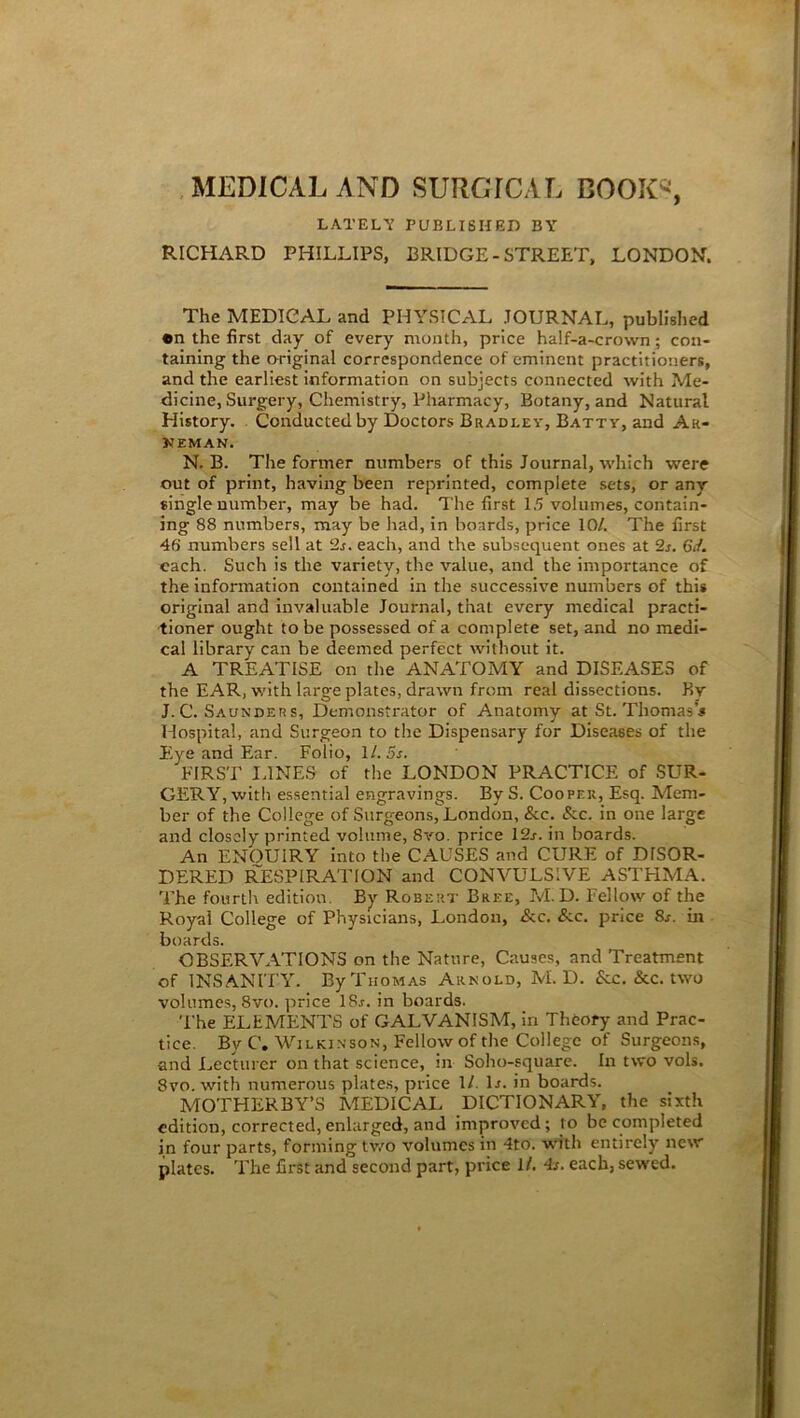 MEDICAL AND SURGICAL BOOKS,
LATELY PUBLISHED BY
RICHARD PHILLIPS, BRIDGE-STREET, LONDON.
The MEDICAL and PHYSICAL JOURNAL, published
on the first day of every month, price half-a-crown; con-
taining the original correspondence of eminent practitioners,
and the earliest information on subjects connected with Me-
dicine, Surgery, Chemistry, Pharmacy, Botany, and Natural
History. Conducted by Doctors BRADLEY, BATTY, and AR-
NEMAN.
N. B. The former numbers of this Journal, which were
out of print, having been reprinted, complete sets, or any
single number, may be had. The first 15 volumes, contain-
ing 88 numbers, may be had, in boards, price 10l. The first
46 numbers sell at 2s. each, and the subsequent ones at 2s. 6d.
each. Such is the variety, the value, and the importance of
the information contained in the successive numbers of this
original and invaluable Journal, that every medical practi-
tioner ought to be possessed of a complete set, and no medi-
cal library can be deemed perfect without it.
A TREATISE on the ANATOMY and DISEASES of
the EAR, with large plates, drawn from real dissections. By
J. C. SAUNDERS, Demonstrator of Anatomy at St. Thomas's
Hospital, and Surgeon to the Dispensary for Diseases of the
Eye and Ear. Folio, 1l. 5s.
FIRST LINES of the LONDON PRACTICE of SUR-
GERY, with essential engravings. By S. COOPER, Esq. Mem-
ber of the College of Surgeons, London, &c. &c. in one large
and closely printed volume, 8vo. price 12s. in boards.
An ENQUIRY into the CAUSES and CURE of DISOR-
DERED RESPIRATION and CONVULSIVE ASTHMA.
The fourth edition. By ROBERT BREE, M. D. Fellow of the
Royal College of Physicians, London, &c. &c. price 8s. in
boards.
OBSERVATIONS on the Nature, Causes, and Treatment
of INSANITY. By THOMAS ARNOLD, M. D. &c. &c. two
volumes, 8vo. price 18s. in boards.
The ELEMENTS of GALVANISM, in Theory and Prac-
tice. By C. WILKINSON, Fellow of the College of Surgeons,
and Lecturer on that science, in Soho-square. In two vols.
8vo. with numerous plates, price 1l. 1s. in boards.
MOTHERBY'S MEDICAL DICTIONARY, the sixth
edition, corrected, enlarged, and improved; to be completed
in four parts, forming two volumes in 4to. with entirely new
plates. The first and second part, price 1l. 4s. each, sewed.